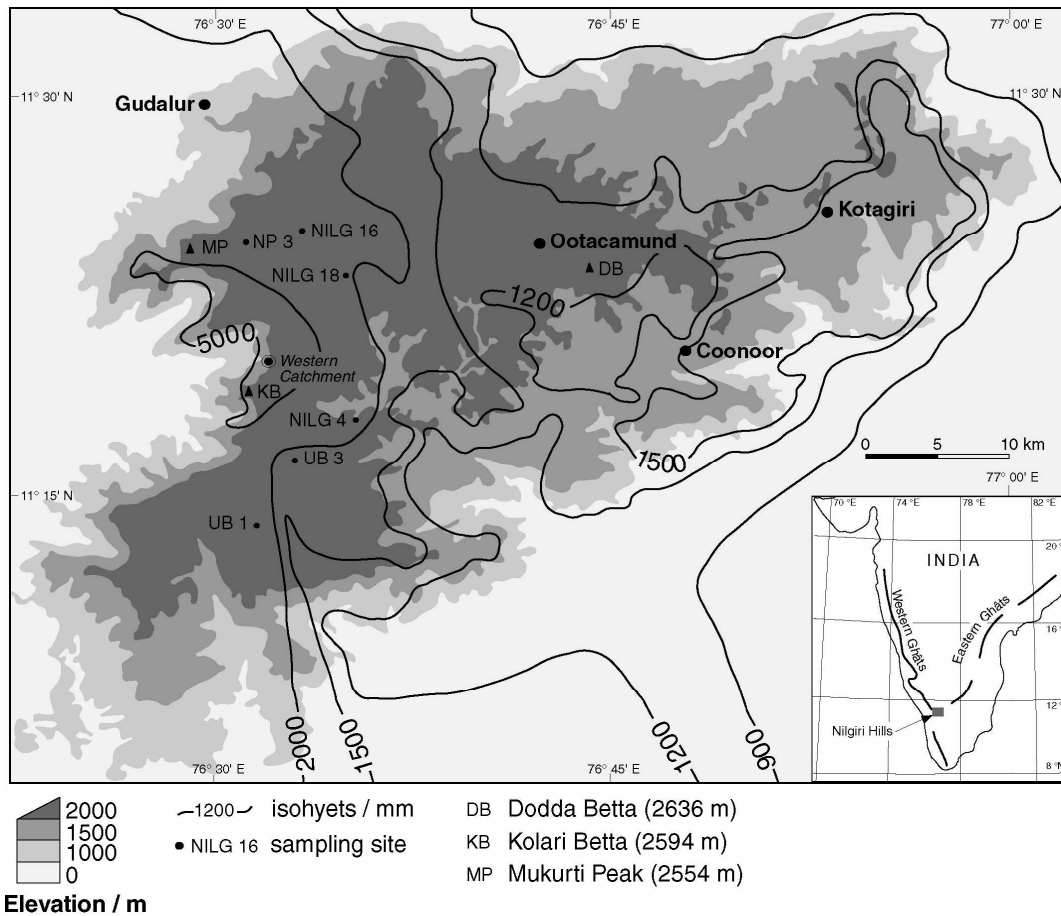 76° 30' E
76° 45' E
77° 00' E
11° 30' N
11° 30' N
Gudalur
Kotagiri
NILG 16
NP 3
MP
Ootacamund
DB
NILG 18
1200
5000
Coonoor
Western
Catchment
KB
NILG 4
1500
0 5 10 km
UB 3
77° 00' E
11° 15' N
UB 1
70 °E
74 °E
78 °E
82 °E
20 °
INDIA
Western Ghâts
Eastern Ghâts
16 °
12 °
Nilgiri Hills
8 °N
2000
1500
1200
900
76° 30' E
76° 45' E
2000
1500
1000
0
Elevation / m
1200 isohyets / mm
NILG 16 sampling site
DB Dodda Betta (2636 m)
KB Kolari Betta (2594 m)
MP Mukurti Peak (2554 m)